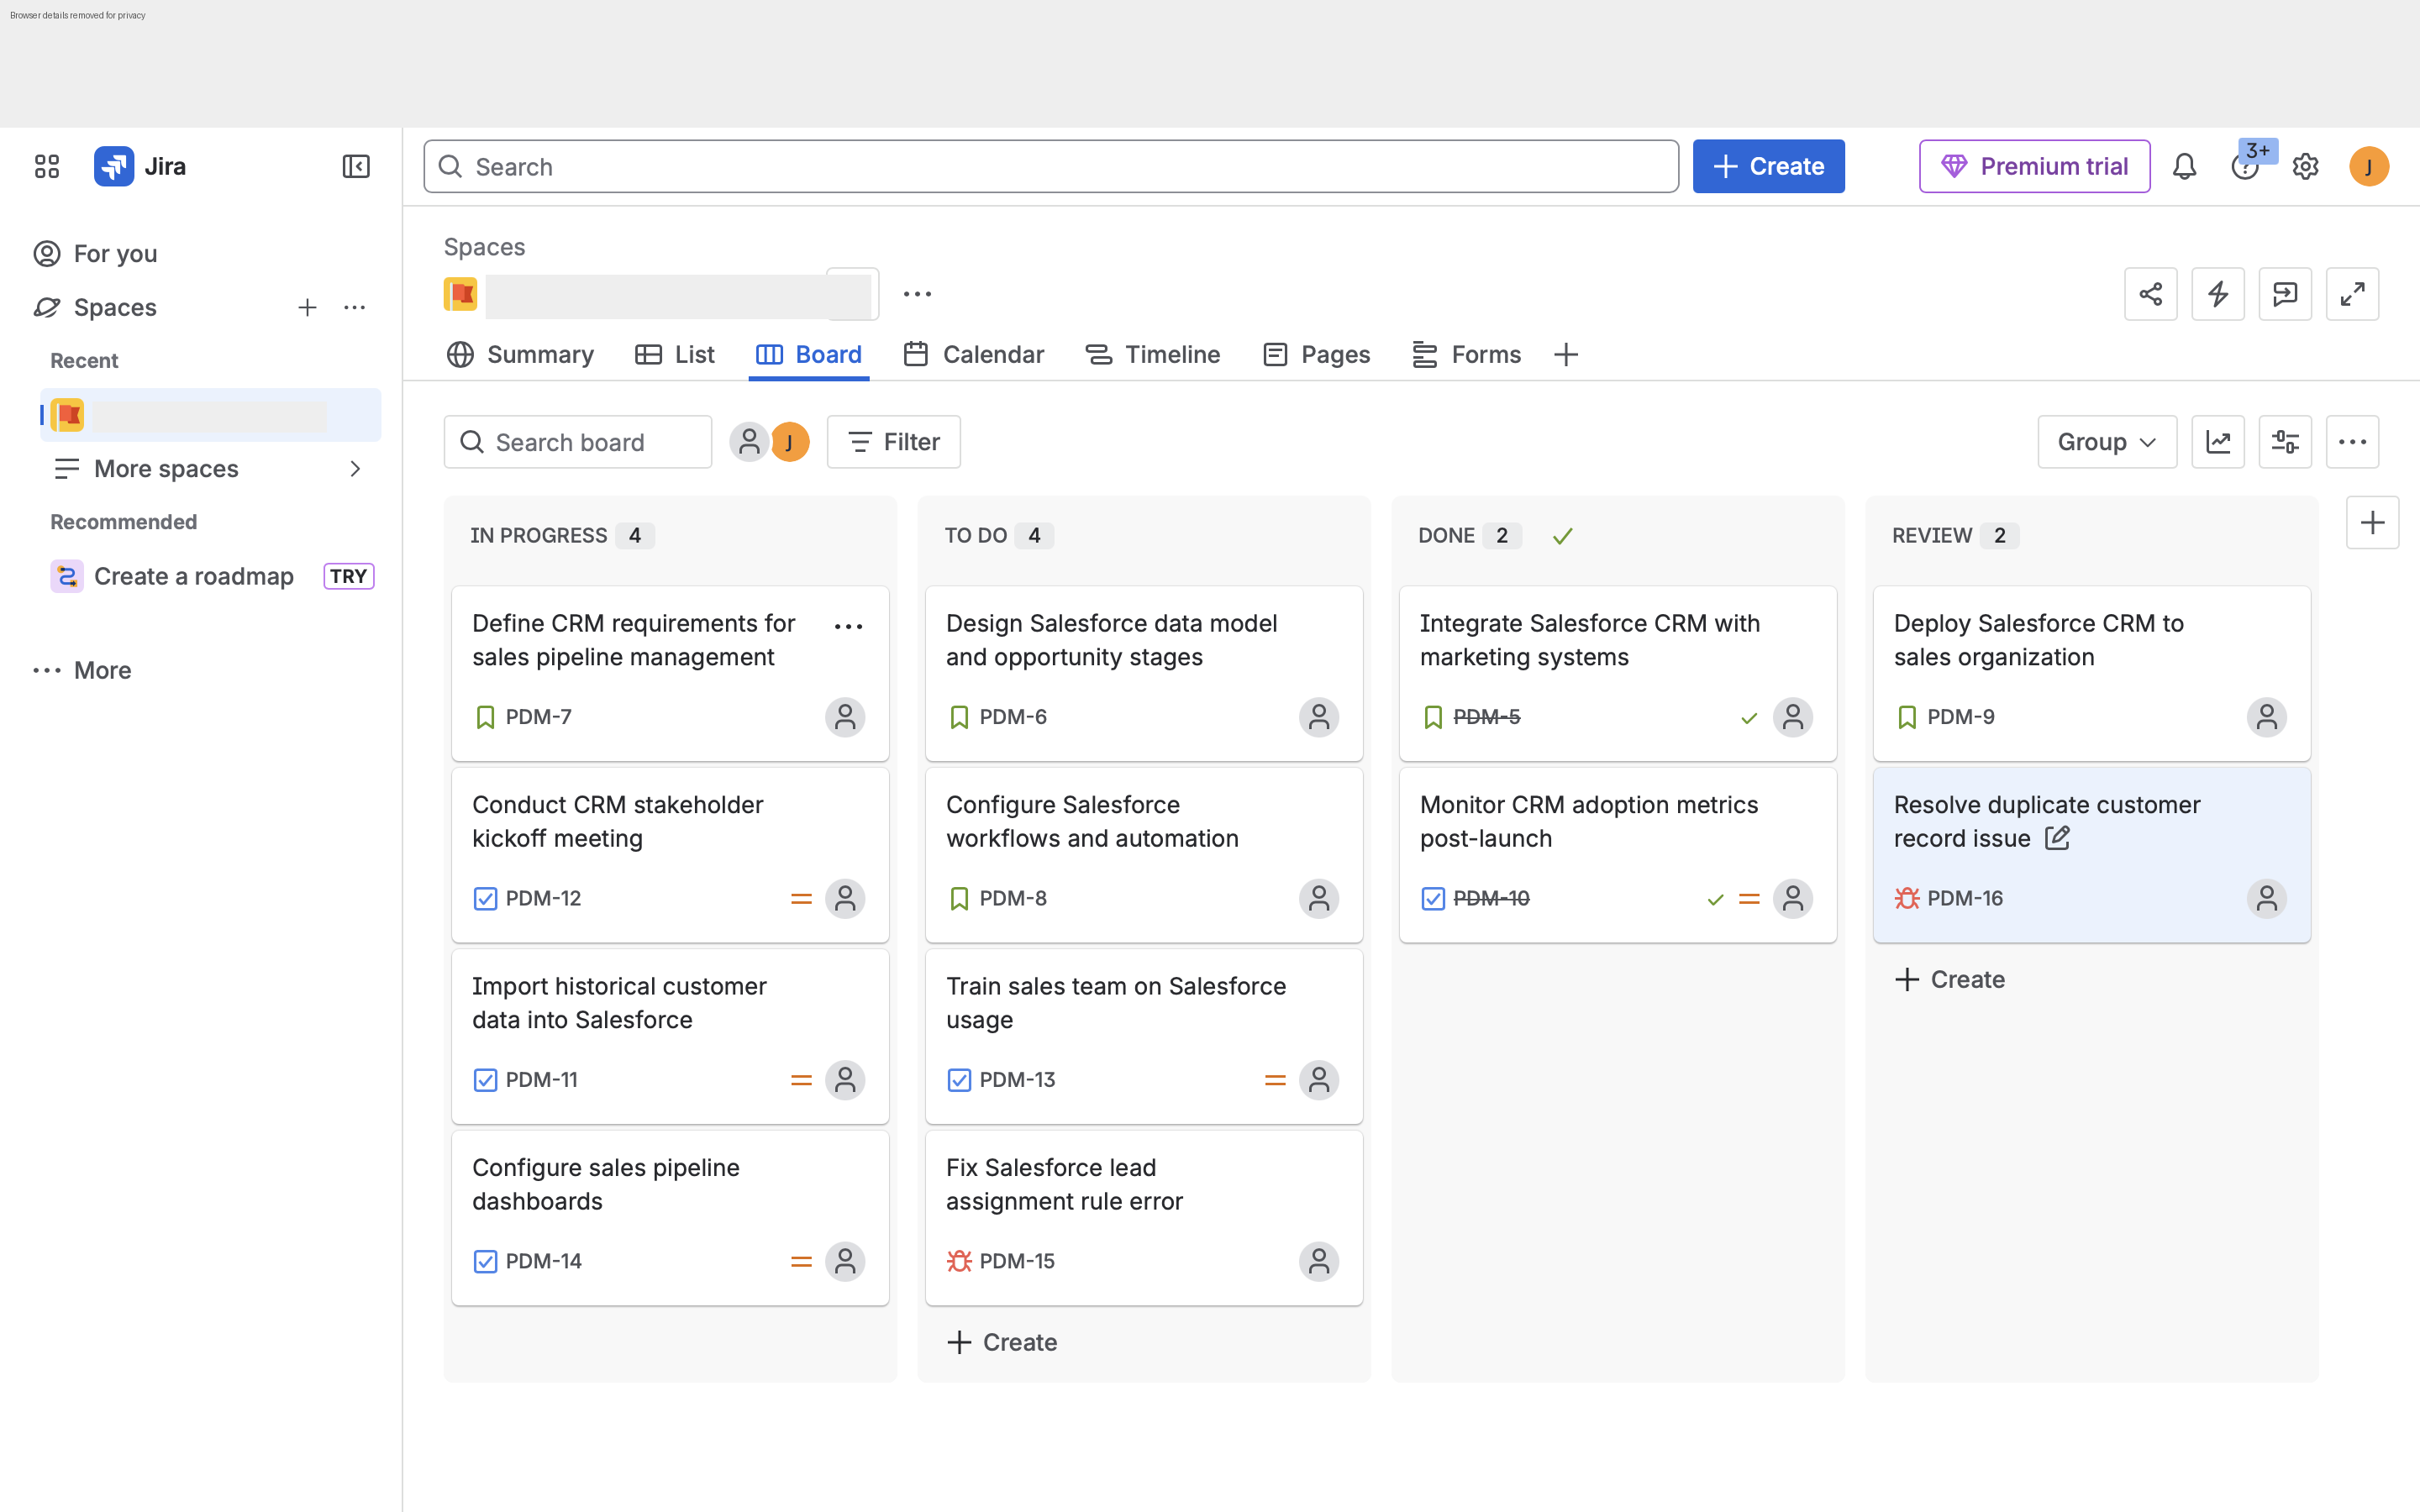 Browser details removed for privacy
Jira
Search
Create
Premium trial
3+
J
For you
Spaces
Recent
More spaces
Recommended
Create a roadmap TRY
More
Spaces
Summary
List
Board
Calendar
Timeline
Pages
Forms
Search board
J
Filter
Group
IN PROGRESS 4
Define CRM requirements for
sales pipeline management
PDM-7
Conduct CRM stakeholder
kickoff meeting
PDM-12
Import historical customer
data into Salesforce
PDM-11
Configure sales pipeline
dashboards
PDM-14
TO DO 4
Design Salesforce data model
and opportunity stages
PDM-6
Configure Salesforce
workflows and automation
PDM-8
Train sales team on Salesforce
usage
PDM-13
Fix Salesforce lead
assignment rule error
PDM-15
Create
DONE 2
Integrate Salesforce CRM with
marketing systems
PDM-5
Monitor CRM adoption metrics
post-launch
PDM-10
REVIEW 2
Deploy Salesforce CRM to
sales organization
PDM-9
Resolve duplicate customer
record issue
PDM-16
Create